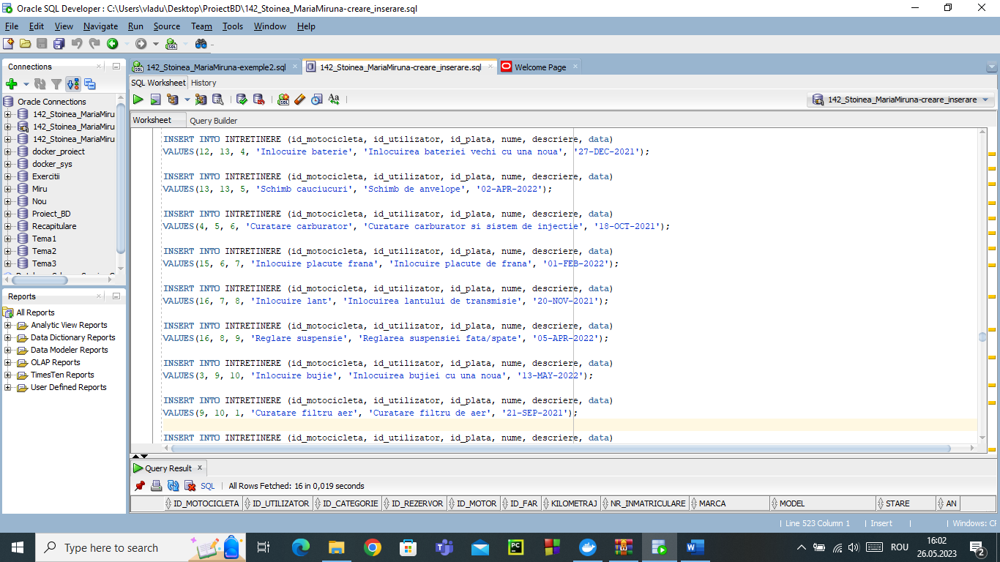 Oracle SQL Developer : C:\Users\vladu\Desktop\ProiectBD\142_Stoinea_MariaMiruna-creare_inserare.sql
File Edit View Navigate Run Source Team Tools Window Help
Connections
Oracle Connections
142_Stoinea_MariaMiru
142_Stoinea_MariaMiru
142_Stoinea_MariaMiru
docker_proiect
docker_sys
Exercitii
Miru
Nou
Proiect_BD
Recapitulare
Tema1
Tema2
Tema3
Reports
All Reports
Analytic View Reports
Data Dictionary Reports
Data Modeler Reports
OLAP Reports
TimesTen Reports
User Defined Reports
142_Stoinea_MariaMiruna-exemple2.sql
142_Stoinea_MariaMiruna-creare_inserare.sql
Welcome Page
SQL Worksheet History
142_Stoinea_MariaMiruna-creare_inserare
Worksheet Query Builder
INSERT INTO INTRETINERE (id_motocicleta, id_utilizator, id_plata, nume, descriere, data)
VALUES(12, 13, 4, 'Inlocuire baterie', 'Inlocuirea bateriei vechi cu una noua', '27-DEC-2021');
INSERT INTO INTRETINERE (id_motocicleta, id_utilizator, id_plata, nume, descriere, data)
VALUES(13, 13, 5, 'Schimb cauciucuri', 'Schimb de anvelope', '02-APR-2022');
INSERT INTO INTRETINERE (id_motocicleta, id_utilizator, id_plata, nume, descriere, data)
VALUES(4, 5, 6, 'Curatare carburator', 'Curatare carburator si sistem de injectie', '18-OCT-2021');
INSERT INTO INTRETINERE (id_motocicleta, id_utilizator, id_plata, nume, descriere, data)
VALUES(15, 6, 7, 'Inlocuire placute frana', 'Inlocuire placute de frana', '01-FEB-2022');
INSERT INTO INTRETINERE (id_motocicleta, id_utilizator, id_plata, nume, descriere, data)
VALUES(16, 7, 8, 'Inlocuire lant', 'Inlocuirea lantului de transmisie', '20-NOV-2021');
INSERT INTO INTRETINERE (id_motocicleta, id_utilizator, id_plata, nume, descriere, data)
VALUES(16, 8, 9, 'Reglare suspensie', 'Reglarea suspensiei fata/spate', '05-APR-2022');
INSERT INTO INTRETINERE (id_motocicleta, id_utilizator, id_plata, nume, descriere, data)
VALUES(3, 9, 10, 'Inlocuire bujie', 'Inlocuirea bujiei cu una noua', '13-MAY-2022');
INSERT INTO INTRETINERE (id_motocicleta, id_utilizator, id_plata, nume, descriere, data)
VALUES(9, 10, 1, 'Curatare filtru aer', 'Curatare filtru de aer', '21-SEP-2021');
INSERT INTO INTRETINERE (id_motocicleta, id_utilizator, id_plata, nume, descriere, data)
Query Result
SQL | All Rows Fetched: 16 in 0,019 seconds
ID_MOTOCICLETA ID_UTILIZATOR ID_CATEGORIE ID_REZERVOR ID_MOTOR ID_FAR KILOMETRAJ NR_INMATRICULARE MARCA MODEL STARE AN
| Line 523 Column 1 | Insert | | Windows: CF
Type here to search
ROU
16:02
26.05.2023
2